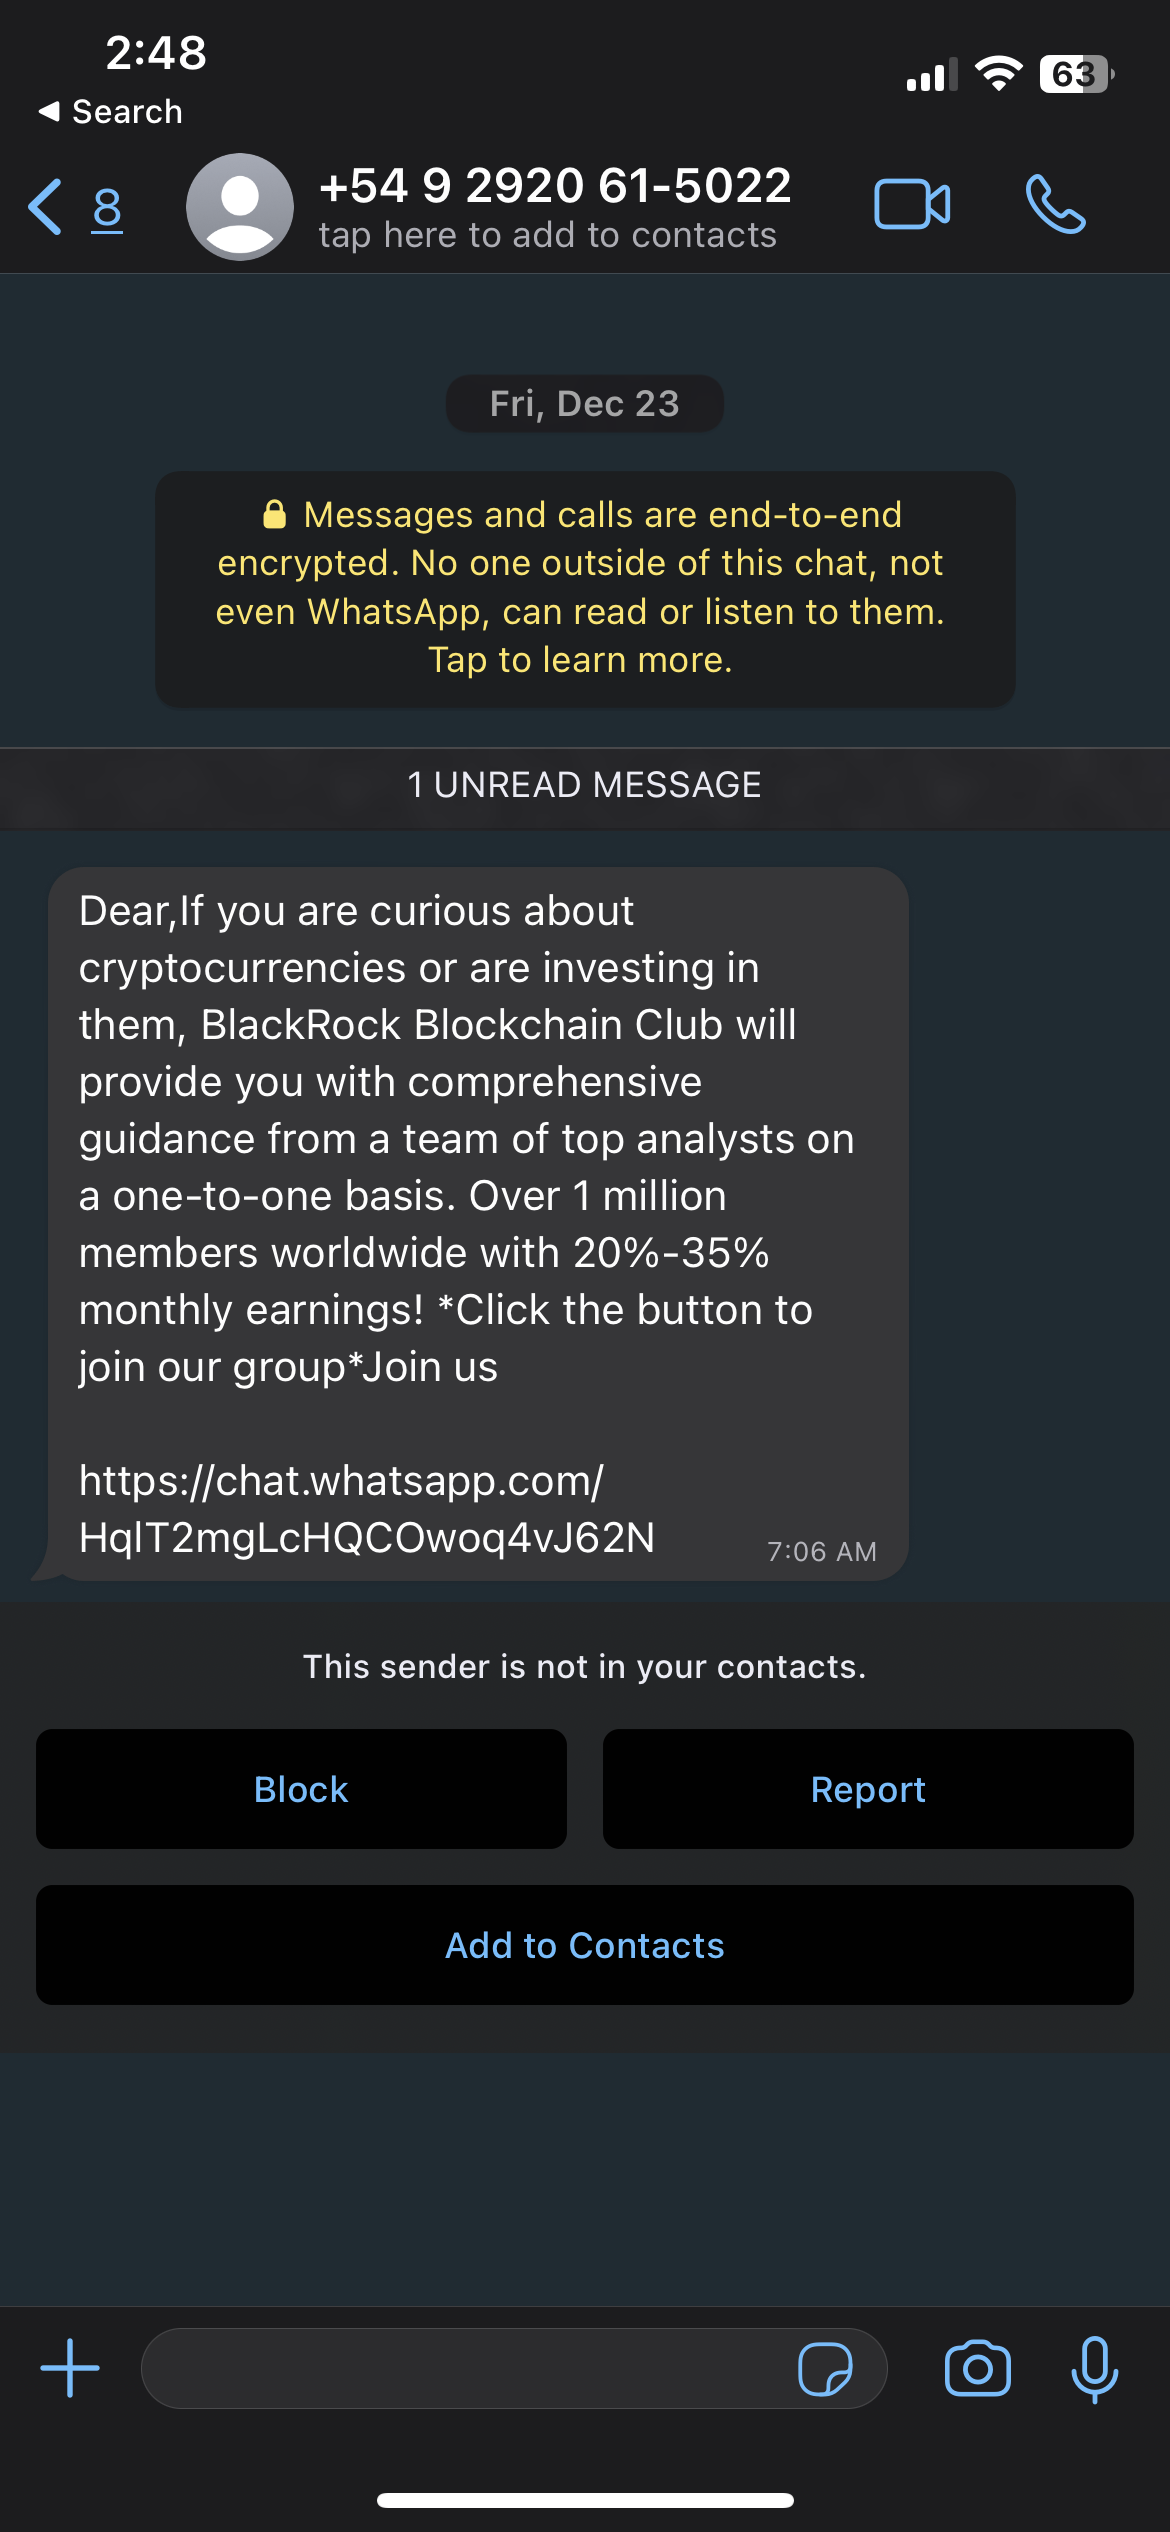 2:48
63
◀ Search
8
+54 9 2920 61-5022
tap here to add to contacts
Fri, Dec 23
Messages and calls are end-to-end
encrypted. No one outside of this chat, not
even WhatsApp, can read or listen to them.
Tap to learn more.
1 UNREAD MESSAGE
Dear,If you are curious about
cryptocurrencies or are investing in
them, BlackRock Blockchain Club will
provide you with comprehensive
guidance from a team of top analysts on
a one-to-one basis. Over 1 million
members worldwide with 20%-35%
monthly earnings! *Click the button to
join our group*Join us
https://chat.whatsapp.com/
HqlT2mgLcHQCOwoq4vJ62N
7:06 AM
This sender is not in your contacts.
Block
Report
Add to Contacts